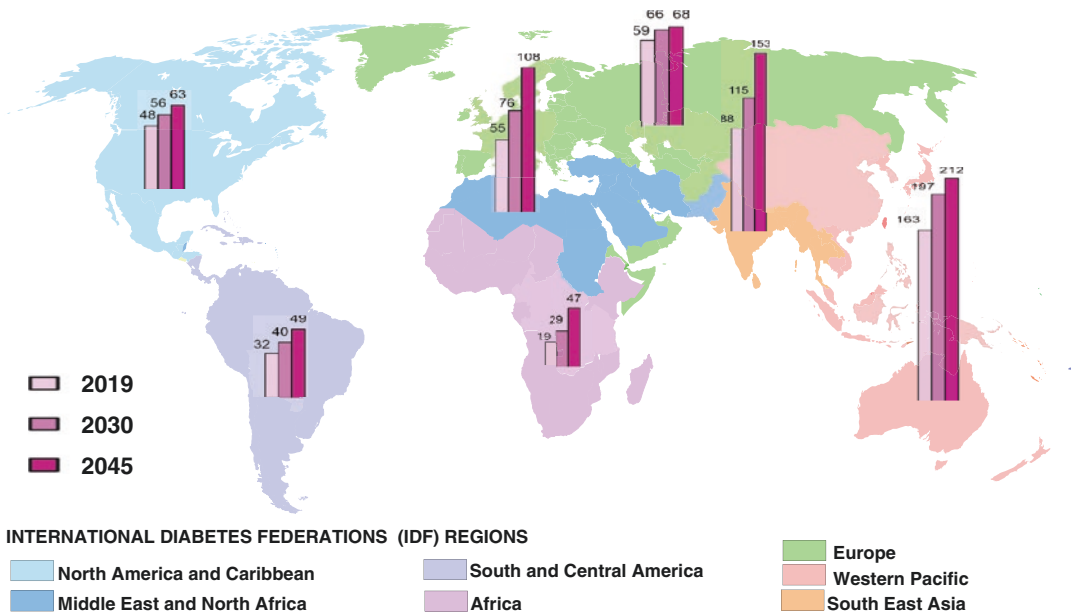 48 56 63
55 76 108
59 66 68
88 115 153
163 197 212
32 40 49
19 29 47
2019
2030
2045
INTERNATIONAL DIABETES FEDERATIONS (IDF) REGIONS
North America and Caribbean
Middle East and North Africa
South and Central America
Africa
Europe
Western Pacific
South East Asia